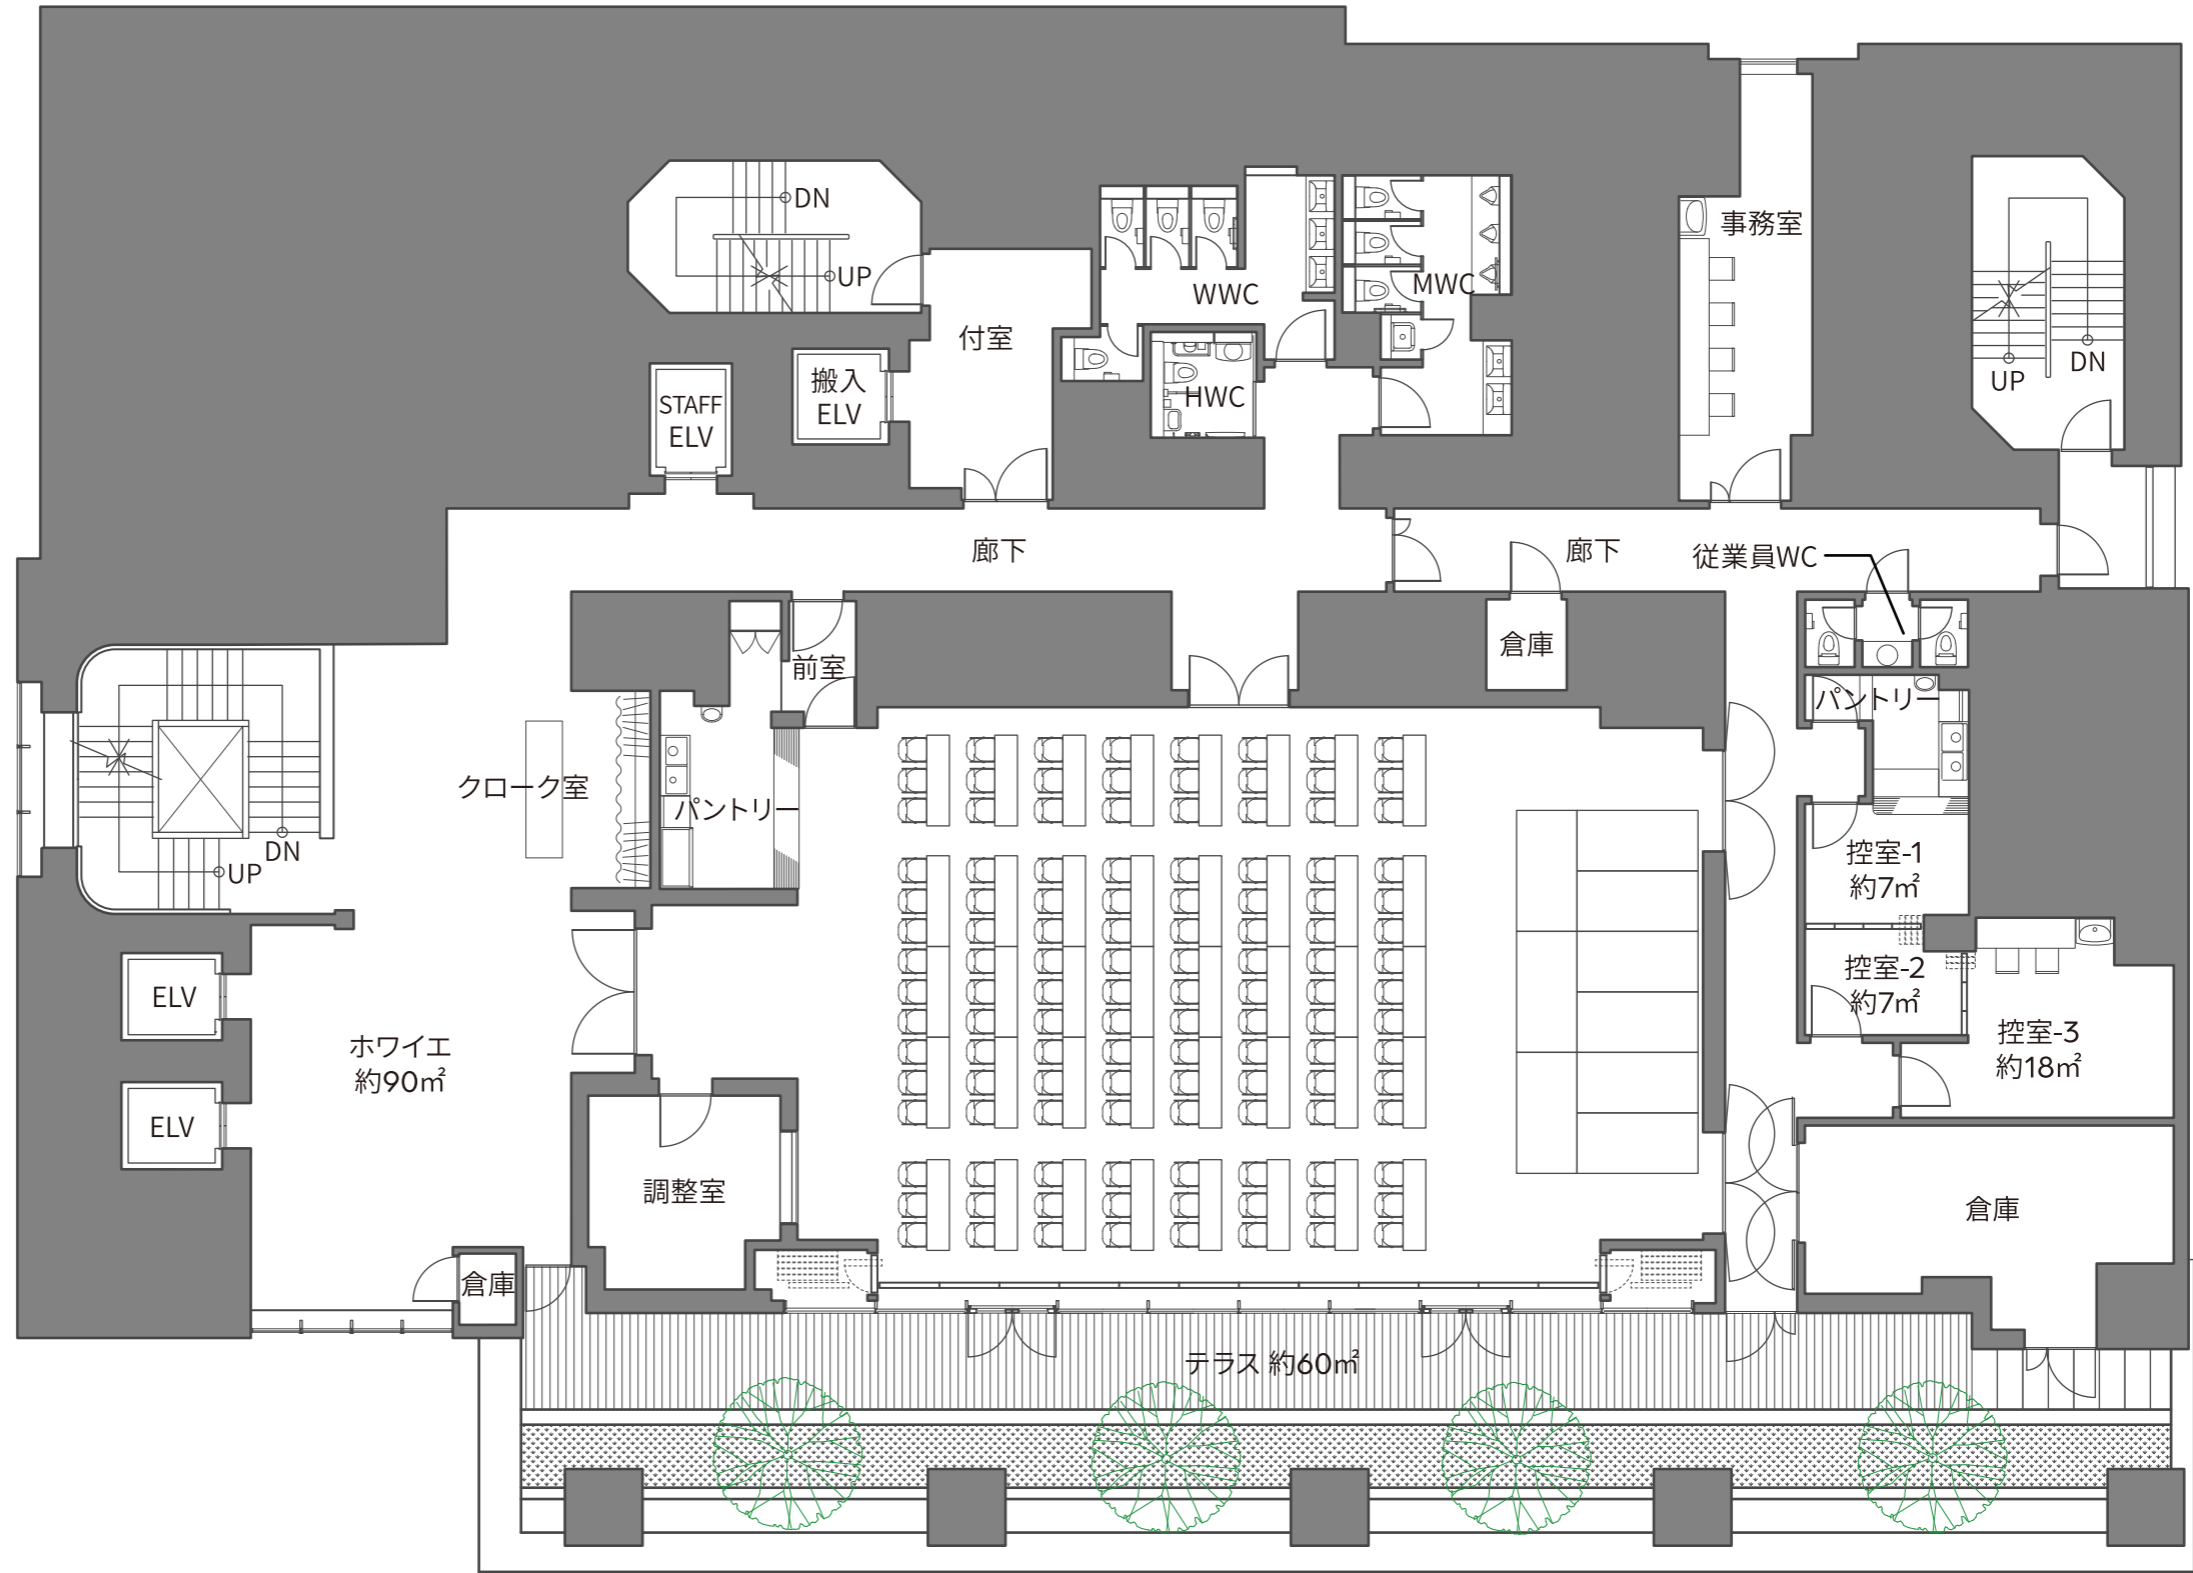 DN
UP
付室
搬入
ELV
STAFF
ELV
WWC
HWC
MWC
事務室
UP
DN
廊下
廊下
従業員WC
倉庫
前室
パントリー
クローク室
パントリー
DN
UP
控室-1
約7㎡
控室-2
約7㎡
控室-3
約18㎡
ELV
ELV
ホワイエ
約90㎡
調整室
倉庫
倉庫
テラス 約60㎡